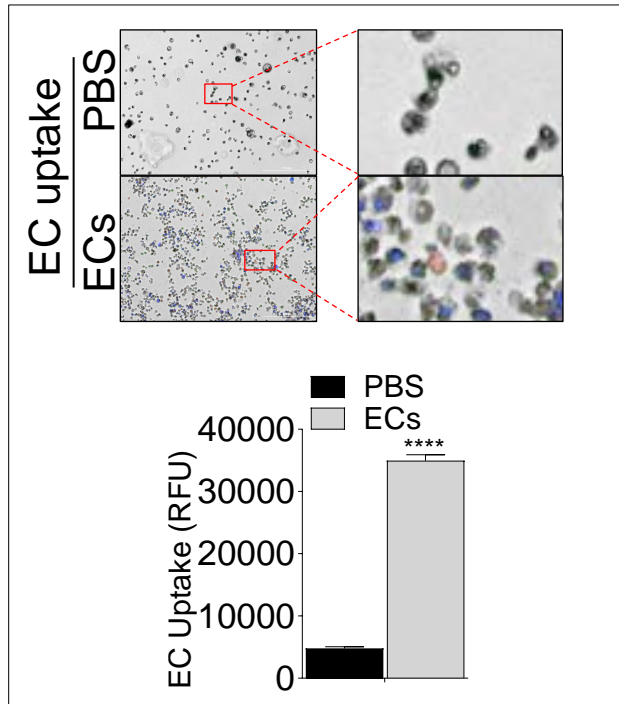 EC uptake
PBS
ECs
PBS
ECs
EC Uptake (RFU)
40000
30000
20000
10000
0
****